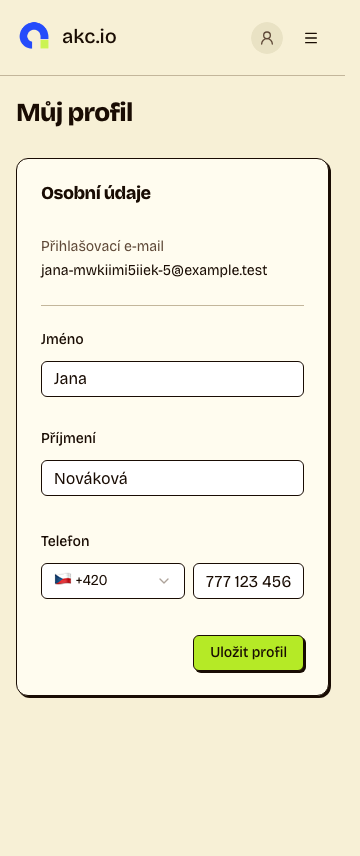 akc.io
Můj profil
Osobní údaje
Přihlašovací e-mail
jana-mwkiimi5iiek-5@example.test
Jméno
Jana
Příjmení
Nováková
Telefon
+420
777 123 456
Uložit profil